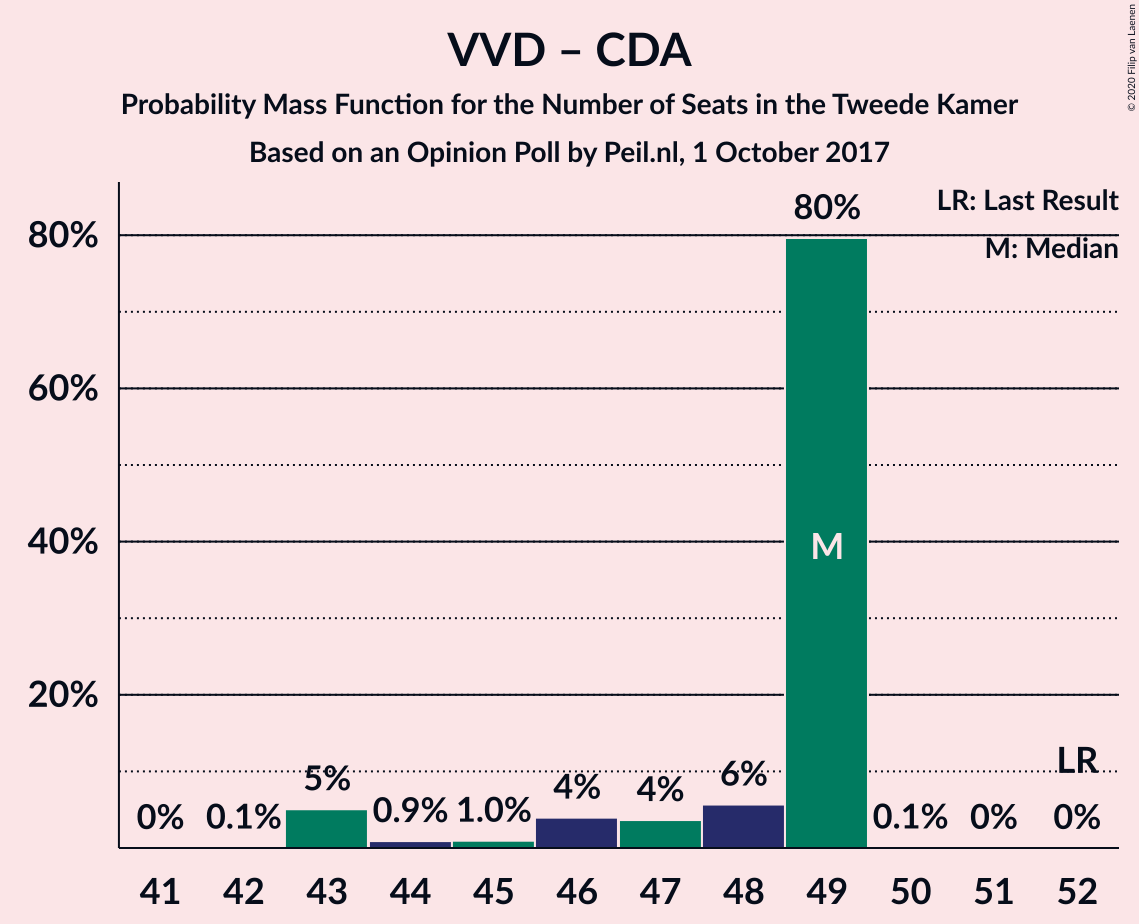 VVD – CDA
Probability Mass Function for the Number of Seats in the Tweede Kamer
Based on an Opinion Poll by Peil.nl, 1 October 2017
© 2020 Filip van Laenen
LR: Last Result
M: Median
80%
60%
40%
20%
0%
0.1%
5%
0.9%
1.0%
4%
4%
6%
80%
M
0.1%
0%
LR
0%
41 42 43 44 45 46 47 48 49 50 51 52